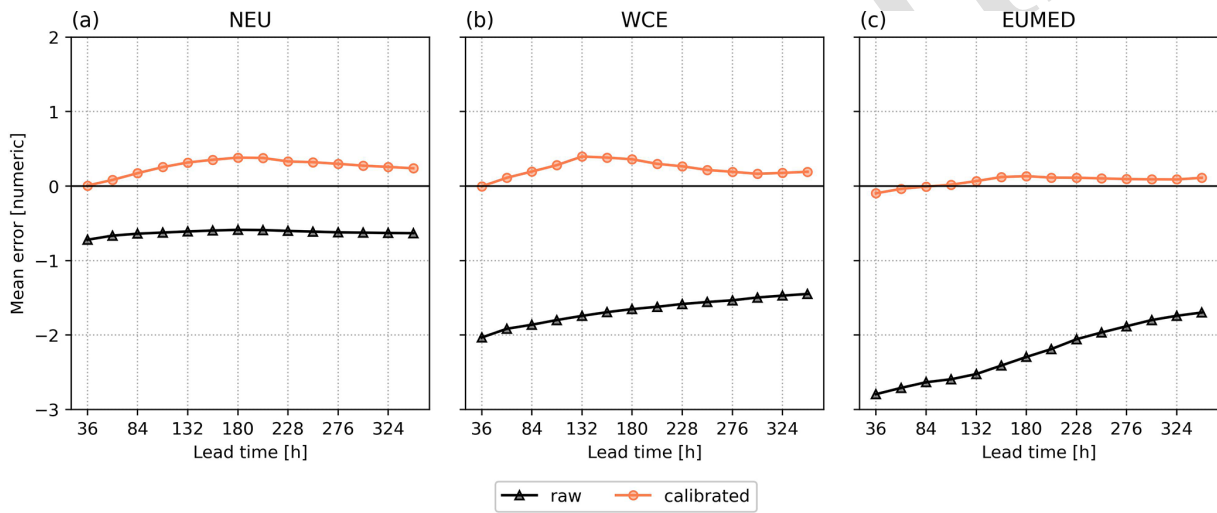 (a) NEU
(b) WCE
(c) EUMED
Mean error [numeric]
2
1
0
−1
−2
−3
36 84 132 180 228 276 324
36 84 132 180 228 276 324
36 84 132 180 228 276 324
Lead time [h]
Lead time [h]
Lead time [h]
raw calibrated